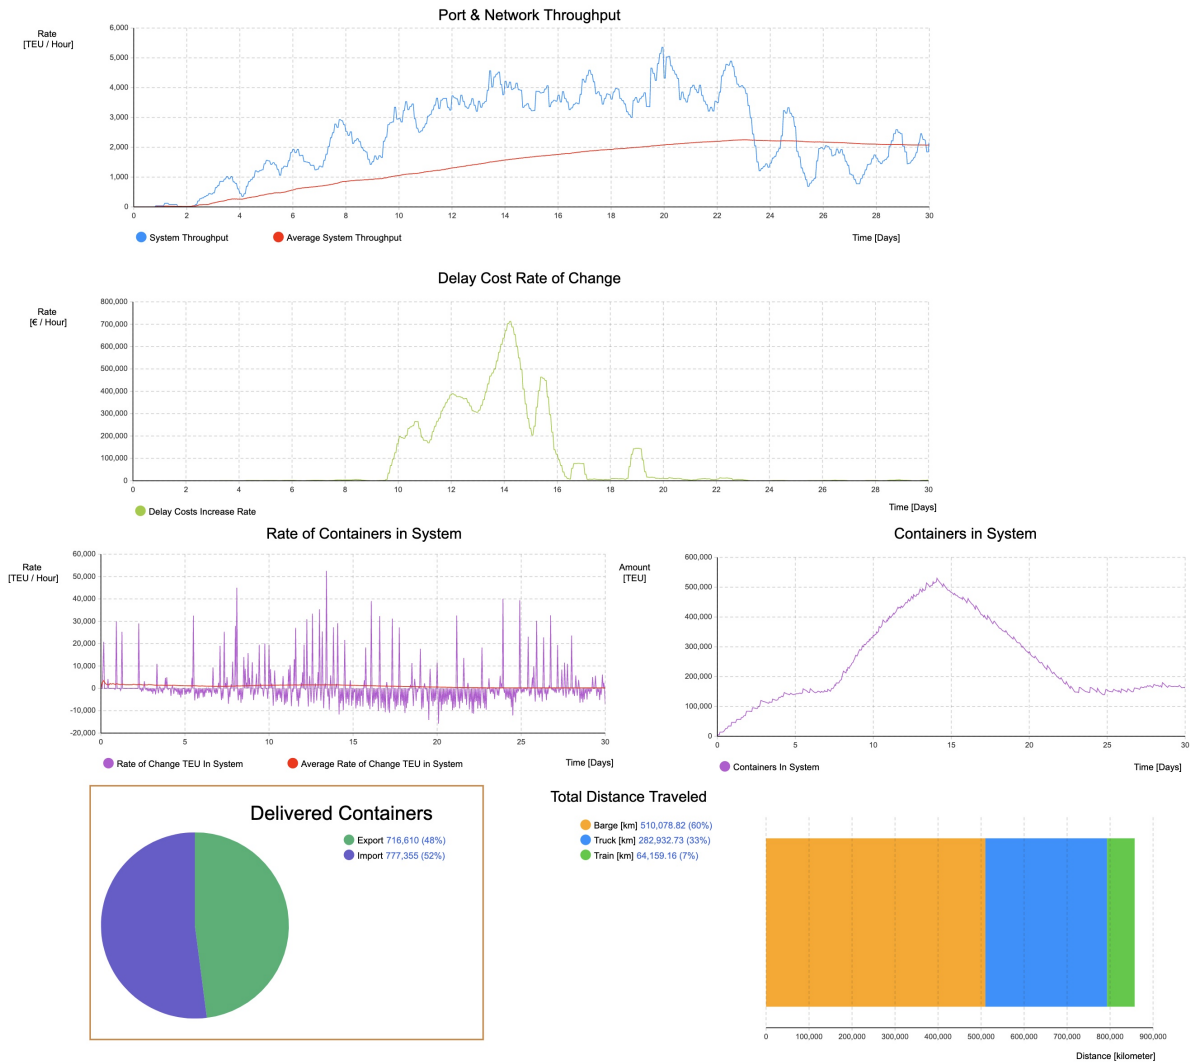 Port & Network Throughput
Rate
[TEU / Hour]
6,000
5,000
4,000
3,000
2,000
1,000
0
0 2 4 6 8 10 12 14 16 18 20 22 24 26 28 30
System Throughput Average System Throughput Time [Days]
Delay Cost Rate of Change
Rate
[€ / Hour]
800,000
700,000
600,000
500,000
400,000
300,000
200,000
100,000
0
0 2 4 6 8 10 12 14 16 18 20 22 24 26 28 30
Delay Costs Increase Rate Time [Days]
Rate of Containers in System
Rate
[TEU / Hour]
60,000
50,000
40,000
30,000
20,000
10,000
0
-10,000
-20,000
0 5 10 15 20 25 30
Rate of Change TEU In System Average Rate of Change TEU in System Time [Days]
Containers in System
Amount
[TEU]
600,000
500,000
400,000
300,000
200,000
100,000
0
0 5 10 15 20 25 30
Containers In System Time [Days]
Delivered Containers
Export 716,610 (48%)
Import 777,355 (52%)
Total Distance Traveled
Barge [km] 510,078.82 (60%)
Truck [km] 282,932.73 (33%)
Train [km] 64,159.16 (7%)
0 100,000 200,000 300,000 400,000 500,000 600,000 700,000 800,000 900,000
Distance [kilometer]